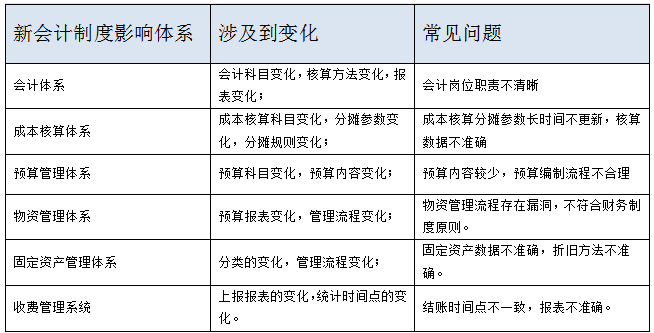 新会计制度影响体系 涉及到变化 常见问题
会计体系
会计科目变化，核算方法变化，报
表变化；
会计岗位职责不清晰
成本核算体系
成本核算科目变化，分摊参数变
化，分摊规则变化；
成本核算分摊参数长时间不更新，核算
数据不准确
预算管理体系
预算科目变化，预算内容变化；
预算内容较少，预算编制流程不合理
物资管理体系
预算报表变化，管理流程变化；
物资管理流程存在漏洞，不符合财务制
度原则。
固定资产管理体系
分类的变化，管理流程变化；
固定资产数据不准确，折旧方法不准
确。
收费管理系统
上报报表的变化，统计时间点的变
化。
结账时间点不一致，报表不准确。